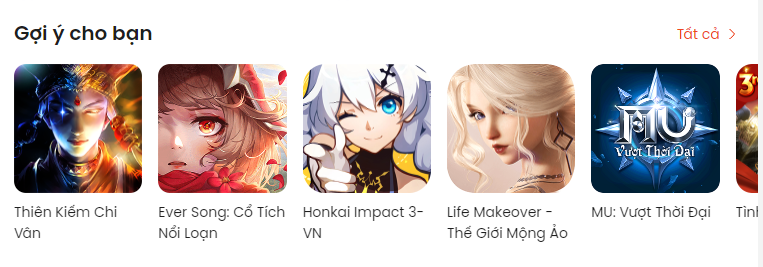 Gợi ý cho bạn
Tất cả
MU
Vượt Thời Đại
3
Thiên Kiếm Chi
Vân
Ever Song: Cổ Tích
Nổi Loạn
Honkai Impact 3-
VN
Life Makeover -
Thế Giới Mộng Ảo
MU: Vượt Thời Đại